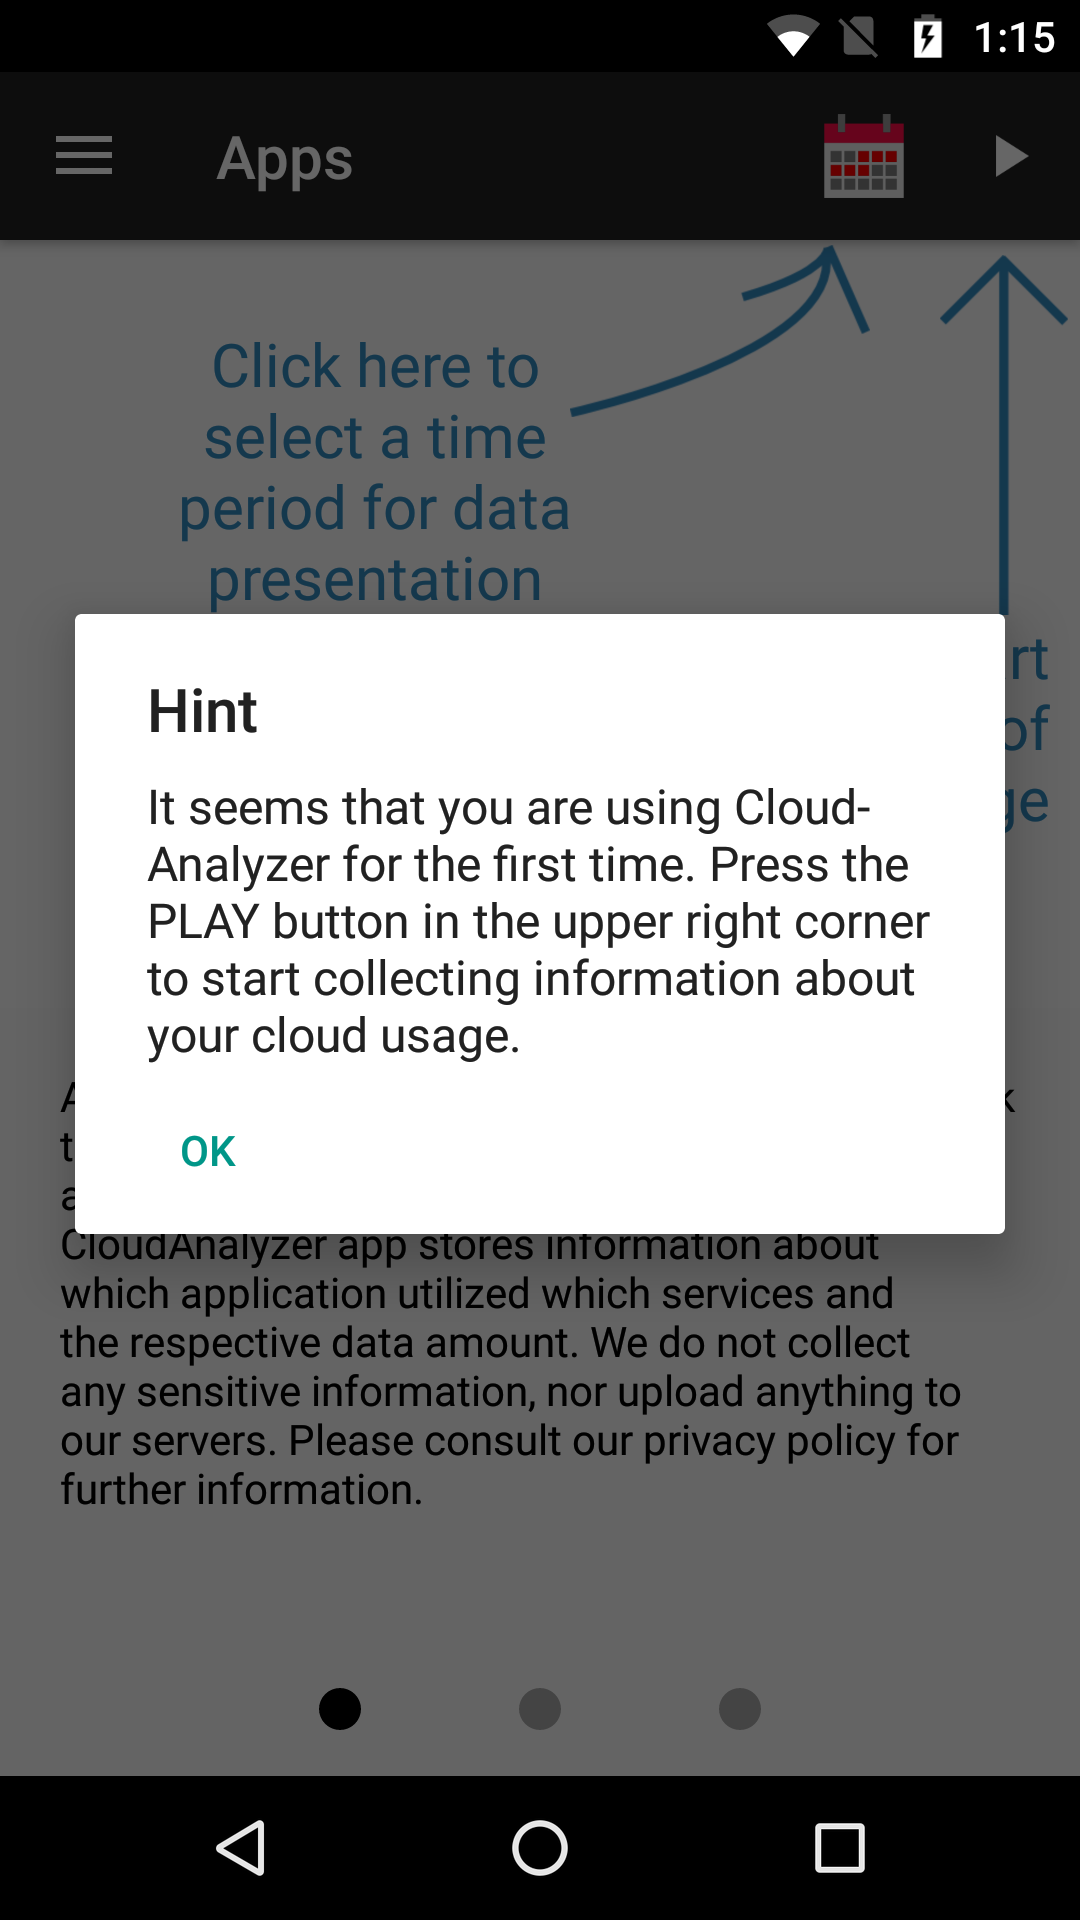 1:15
Apps
Click here to
select a time
period for data
presentation
rt
of
ge
Hint
It seems that you are using Cloud-
Analyzer for the first time. Press the
PLAY button in the upper right corner
to start collecting information about
your cloud usage.
OK
CloudAnalyzer app stores information about
which application utilized which services and
the respective data amount. We do not collect
any sensitive information, nor upload anything to
our servers. Please consult our privacy policy for
further information.